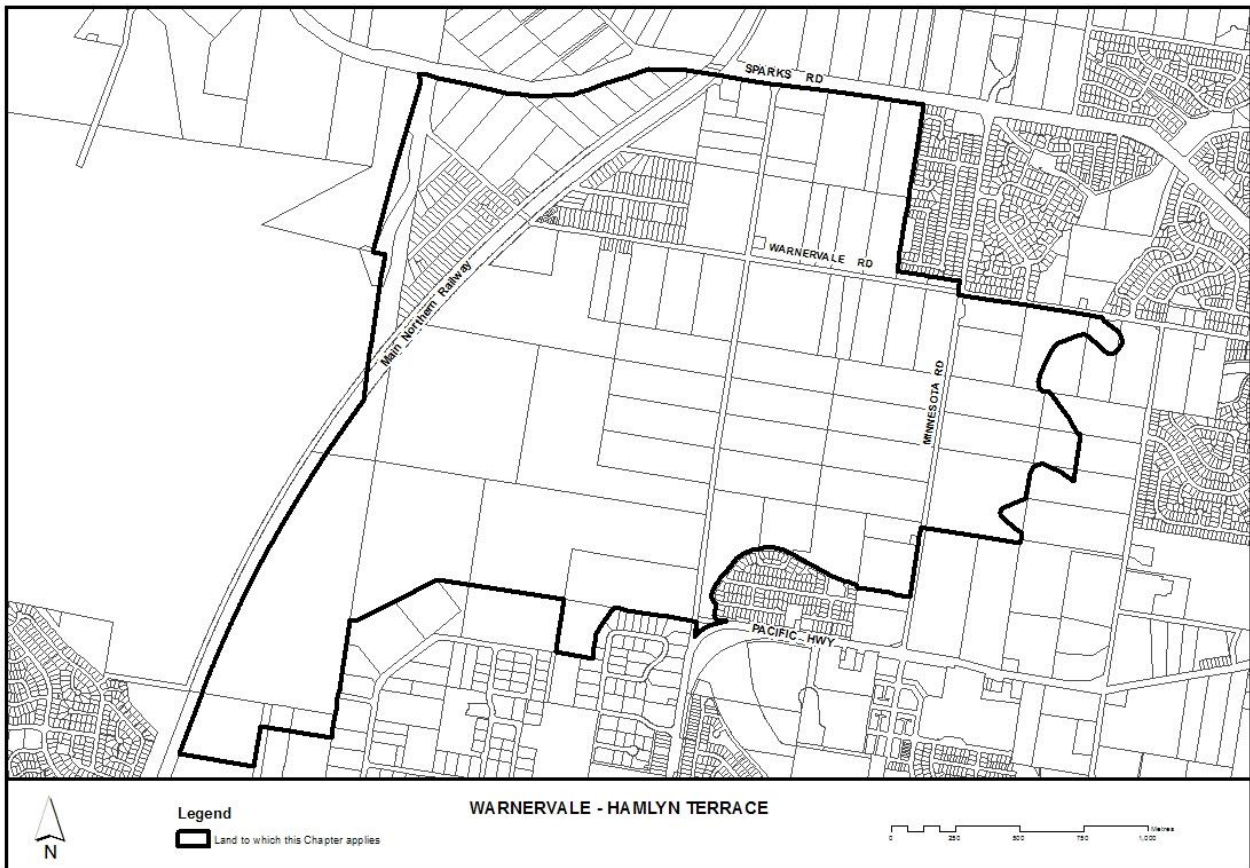 SPARKS RD
WARNERVALE RD
Main Northern Railway
MINNESOTA RD
PACIFIC HWY
WARNERVALE - HAMLYN TERRACE
Legend
Land to which this Chapter applies
N
Metres
0 250 500 750 1,000